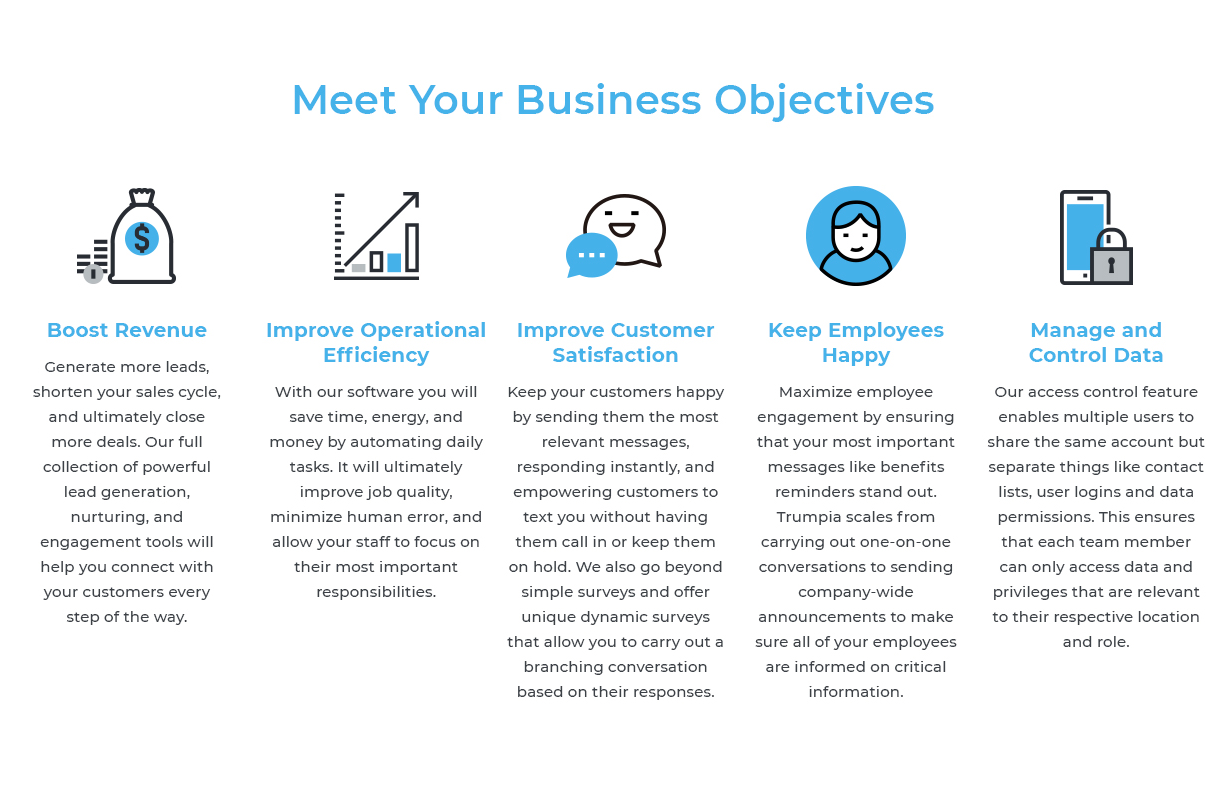 Meet Your Business Objectives
Boost Revenue
Generate more leads,
shorten your sales cycle,
and ultimately close
more deals. Our full
collection of powerful
lead generation,
nurturing, and
engagement tools will
help you connect with
your customers every
step of the way.
Improve Operational
Efficiency
With our software you will
save time, energy, and
money by automating daily
tasks. It will ultimately
improve job quality,
minimize human error, and
allow your staff to focus on
their most important
responsibilities.
Improve Customer
Satisfaction
Keep your customers happy
by sending them the most
relevant messages,
responding instantly, and
empowering customers to
text you without having
them call in or keep them
on hold. We also go beyond
simple surveys and offer
unique dynamic surveys
that allow you to carry out a
branching conversation
based on their responses.
Keep Employees
Happy
Maximize employee
engagement by ensuring
that your most important
messages like benefits
reminders stand out.
Trumpia scales from
carrying out one-on-one
conversations to sending
company-wide
announcements to make
sure all of your employees
are informed on critical
information.
Manage and
Control Data
Our access control feature
enables multiple users to
share the same account but
separate things like contact
lists, user logins and data
permissions. This ensures
that each team member
can only access data and
privileges that are relevant
to their respective location
and role.